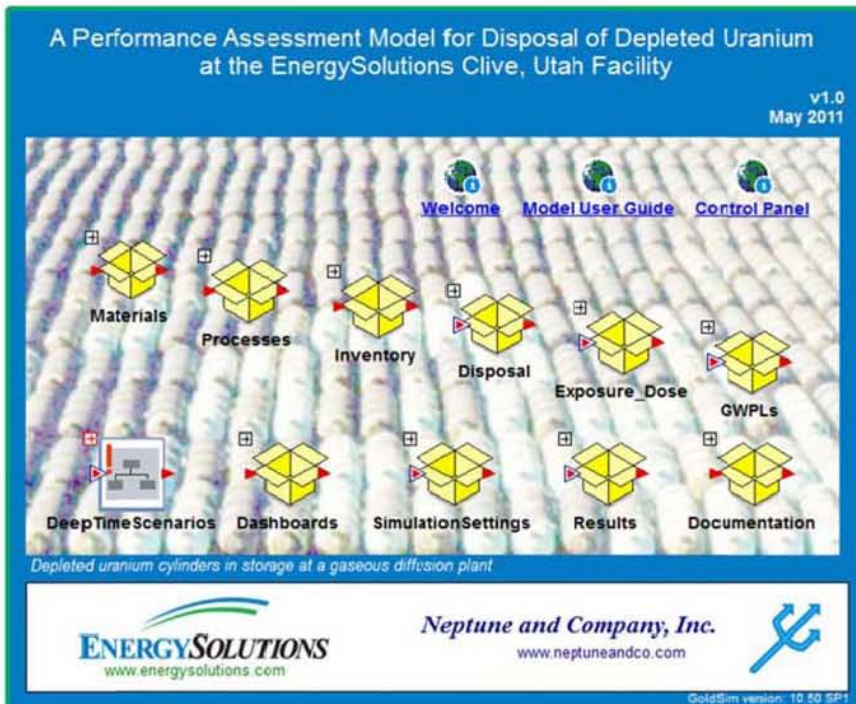 A Performance Assessment Model for Disposal of Depleted Uranium
at the EnergySolutions Clive, Utah Facility
v1.0
May 2011
Welcome
Model User Guide
Control Panel
Materials
Processes
Inventory
Disposal
Exposure_Dose
GWPLs
DeepTimeScenarios
Dashboards
SimulationSettings
Results
Documentation
Depleted uranium cylinders in storage at a gaseous diffusion plant
ENERGYSOLUTIONS
www.energysolutions.com
Neptune and Company, Inc.
www.neptuneandco.com
GoldSim version: 10.50 SP1